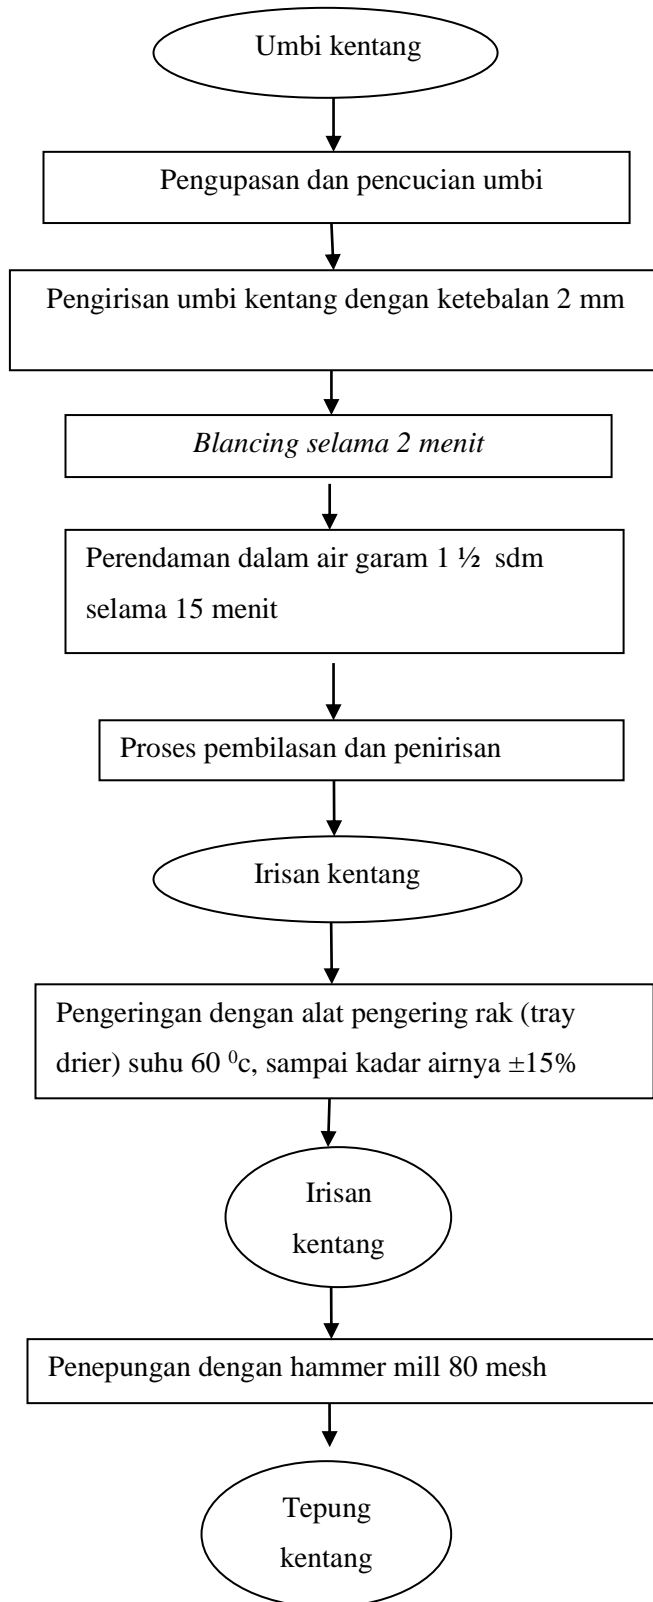 Umbi kentang
Pengupasan dan pencucian umbi
Pengirisan umbi kentang dengan ketebalan 2 mm
Blancing selama 2 menit
Perendaman dalam air garam 1 ½ sdm
selama 15 menit
Proses pembilasan dan penirisan
Irisan kentang
Pengeringan dengan alat pengering rak (tray
drier) suhu 60 ⁰c, sampai kadar airnya ±15%
Irisan
kentang
Penepungan dengan hammer mill 80 mesh
Tepung
kentang